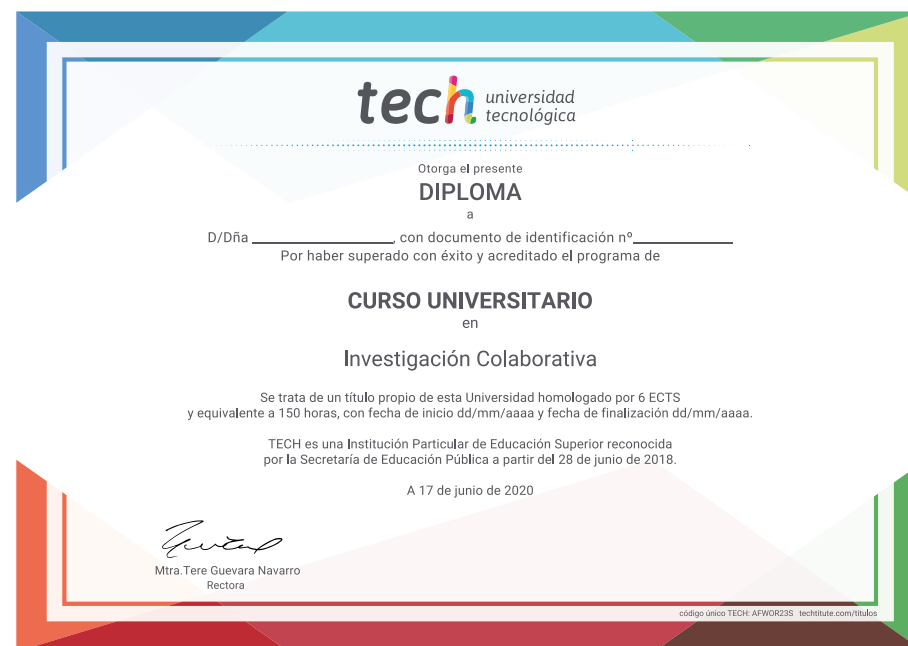 tech universidad
tecnológica
Otorga el presente
DIPLOMA
a
D/Dña ____________________, con documento de identificación nº______________
Por haber superado con éxito y acreditado el programa de
CURSO UNIVERSITARIO
en
Investigación Colaborativa
Se trata de un título propio de esta Universidad homologado por 6 ECTS
y equivalente a 150 horas, con fecha de inicio dd/mm/aaaa y fecha de finalización dd/mm/aaaa.
TECH es una Institución Particular de Educación Superior reconocida
por la Secretaría de Educación Pública a partir del 28 de junio de 2018.
A 17 de junio de 2020
Mtra.Tere Guevara Navarro
Rectora
código único TECH: AFWOR23S techtitute.com/titulos